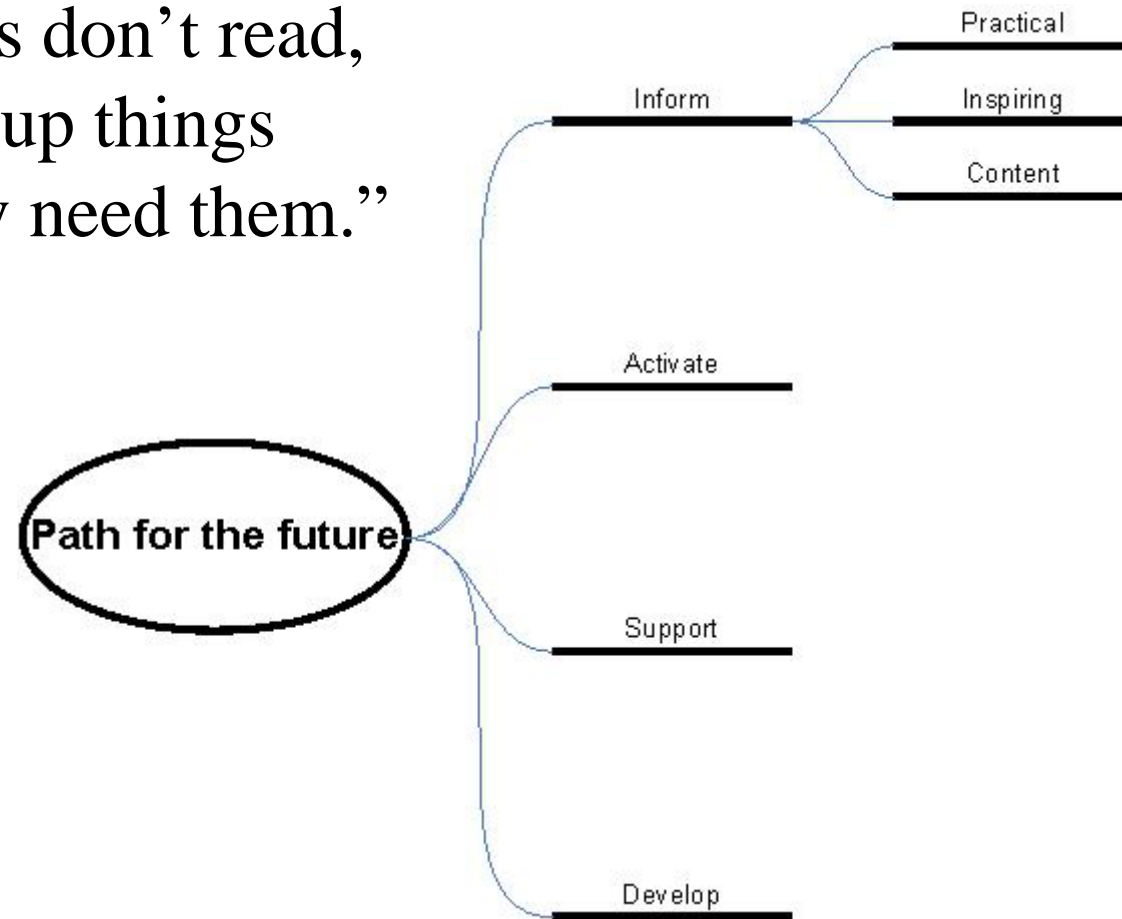 s don’t read,
up things
need them.”
Practical
Inform
Inspiring
Content
Activate
Path for the future
Support
Develop